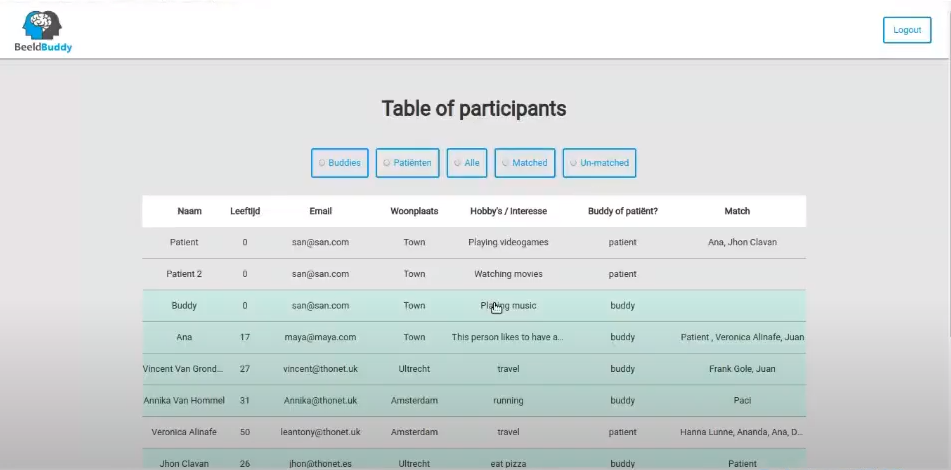 BeeldBuddy
Logout
Table of participants
Buddies Patiënten Alle Matched Un-matched
Naam Leeftijd Email Woonplaats Hobby's / Interesse Buddy of patiënt? Match
Patient 0 san@san.com Town Playing videogames patient Ana, Jhon Clavan
Patient 2 0 san@san.com Town Watching movies patient
Buddy 0 san@san.com Town Playing music buddy
Ana 17 maya@maya.com Town This person likes to have a... buddy Patient , Veronica Alinafe, Juan
Vincent Van Grond... 27 vincent@thonet.uk Ultrecht travel buddy Frank Gole, Juan
Annika Van Hommel 31 Annika@thonet.uk Amsterdam running buddy Paci
Veronica Alinafe 50 leantony@thonet.uk Amsterdam travel patient Hanna Lunne, Ananda, Ana, D...
Jhon Clavan 26 jhon@thonet.es Ultrecht eat pizza buddy Patient